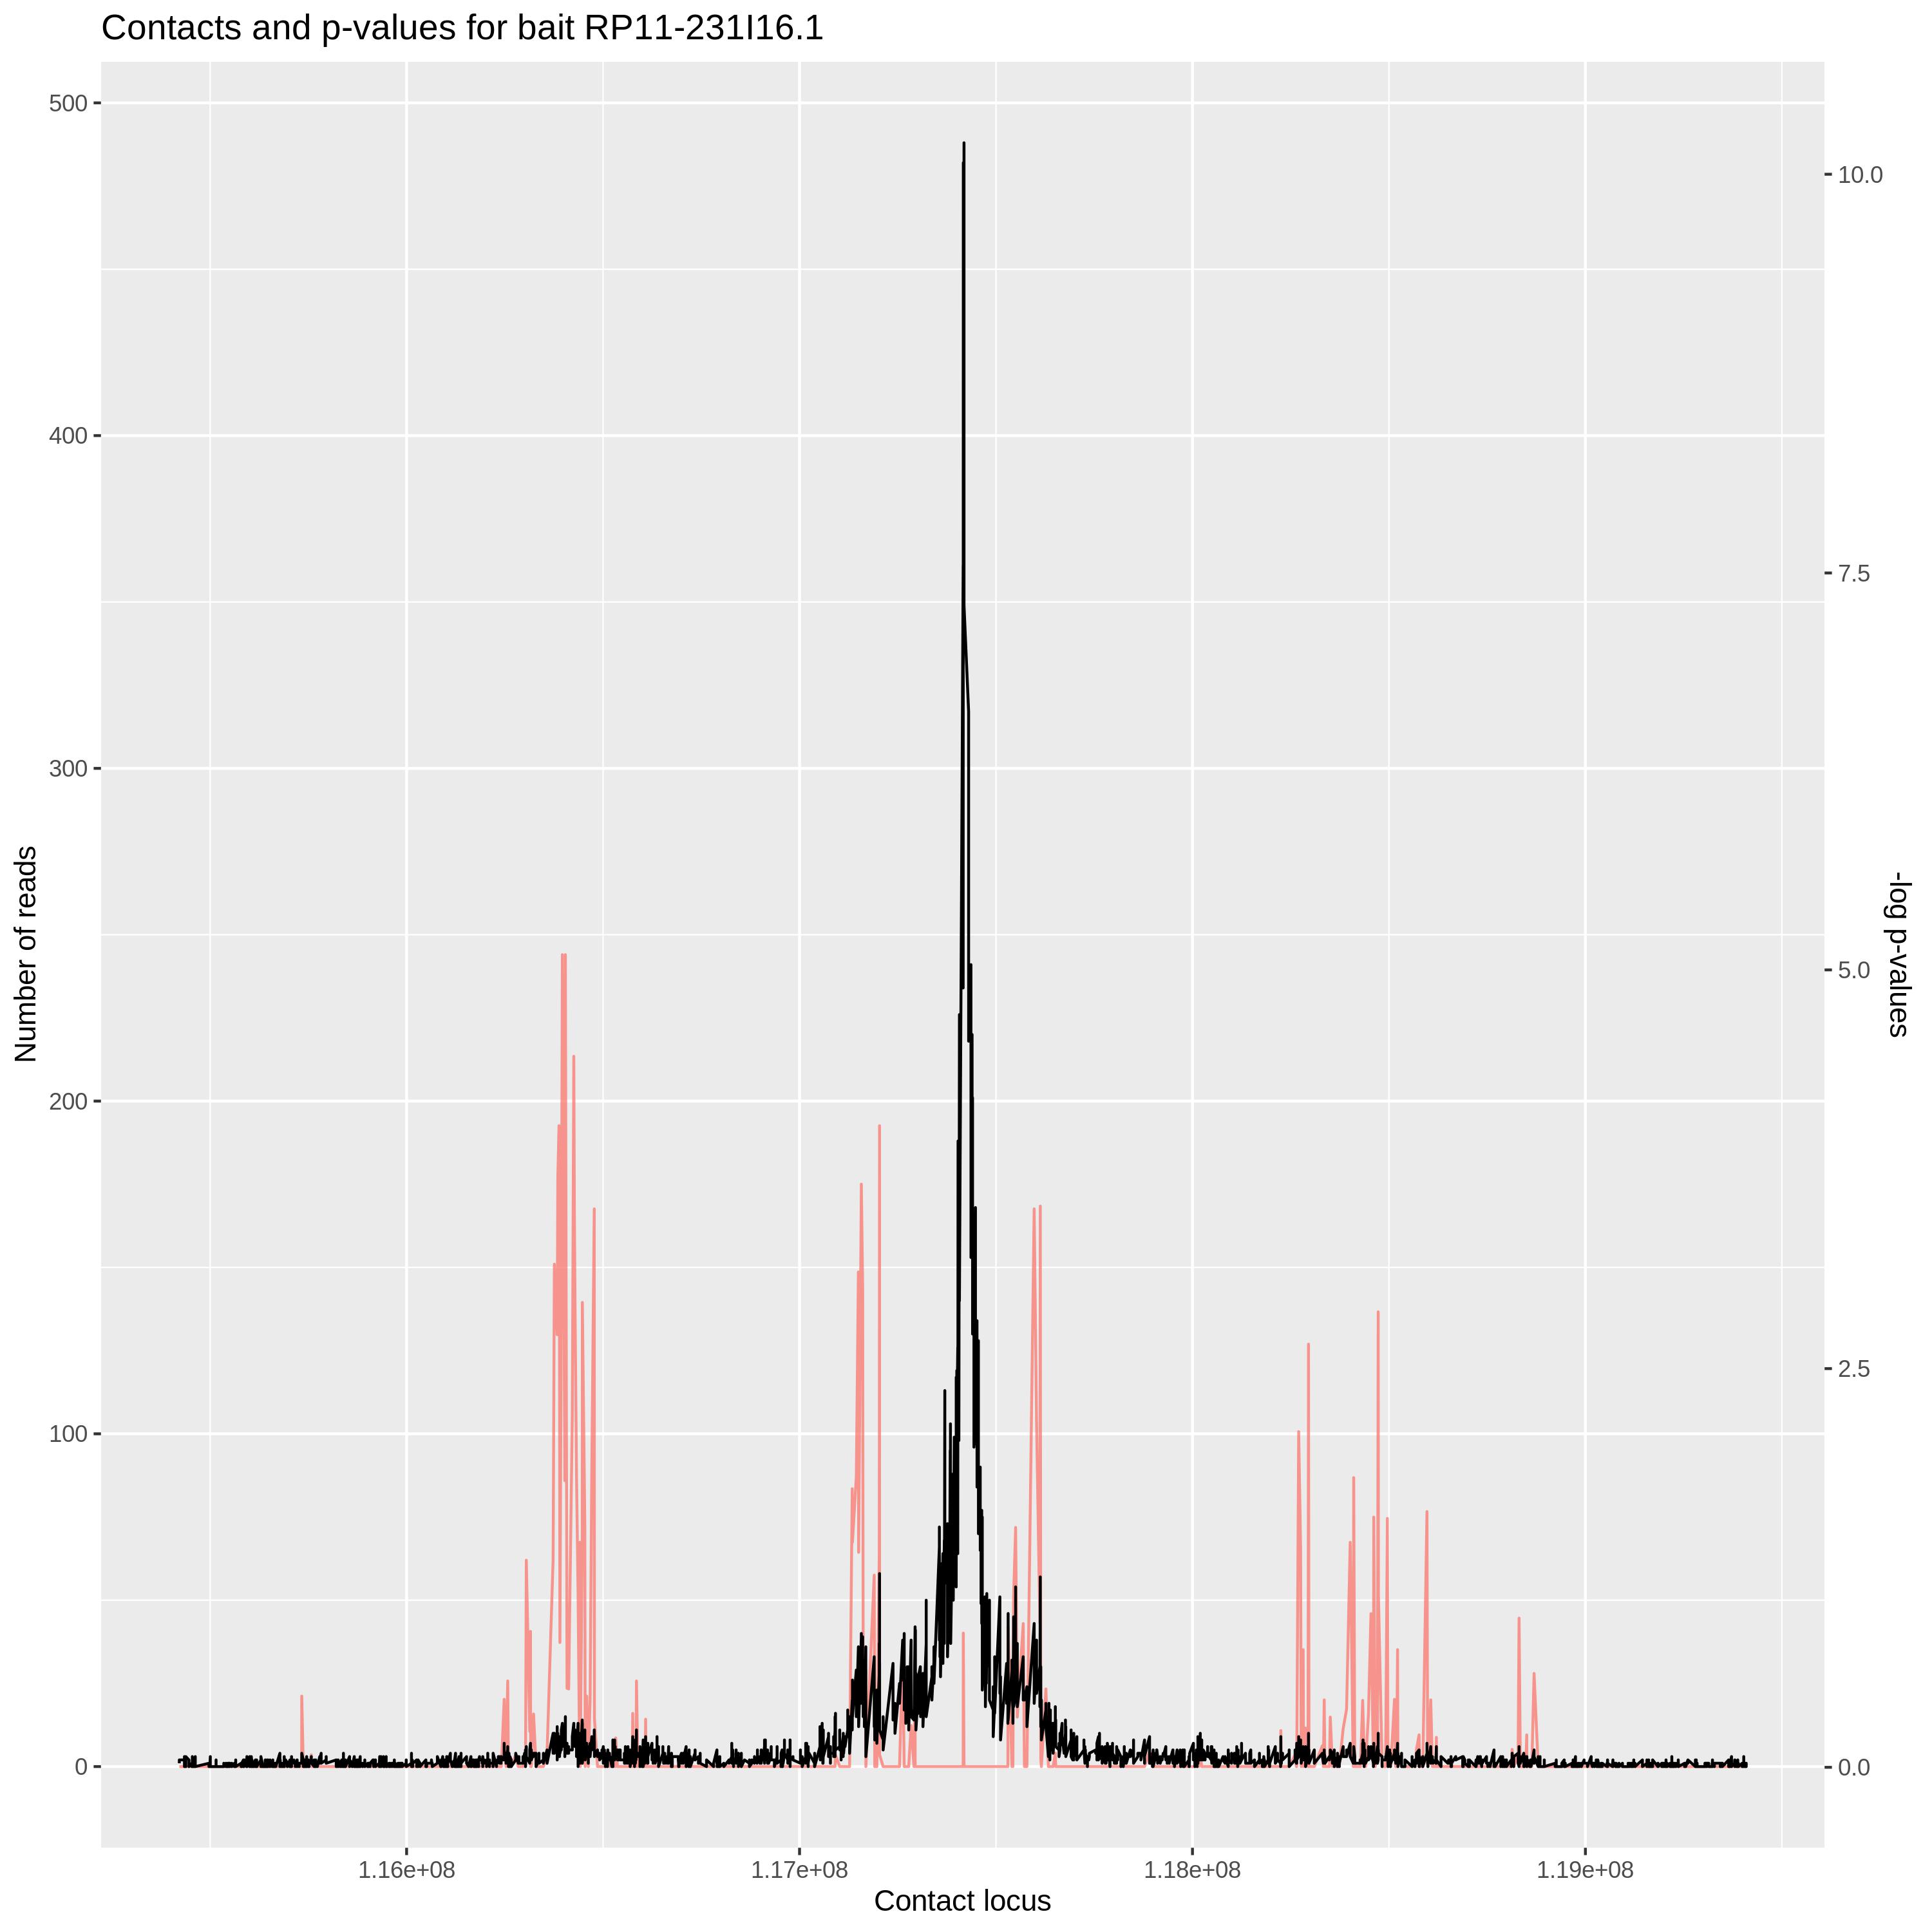 Contacts and p-values for bait RP11-231I16.1
500
400
300
200
100
0
Number of reads
10.0
7.5
5.0
2.5
0.0
-log p-values
1.16e+08
1.17e+08
1.18e+08
1.19e+08
Contact locus